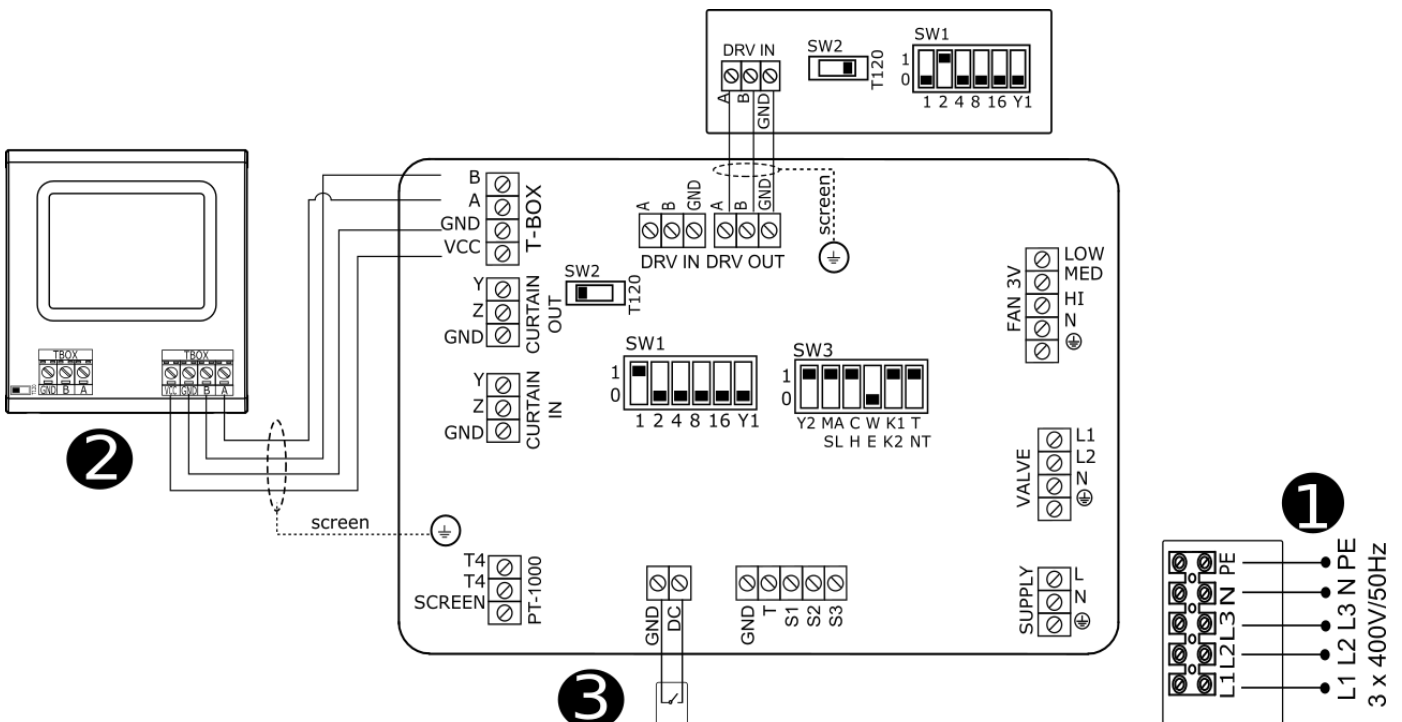 DRV IN
A
B
GND
SW2
T120
SW1
1
0
1 2 4 8 16 Y1
B
A
GND
VCC
T-BOX
Y
Z
GND
CURTAIN
OUT
Y
Z
GND
CURTAIN
IN
SW2
T120
A
B
GND
DRV IN
A
B
GND
DRV OUT
screen
SW1
1
0
1 2 4 8 16 Y1
SW3
1
0
Y2 MA C W K1 T
SL H E K2 NT
FAN 3V
LOW
MED
HI
N
VALVE
L1
L2
N
SUPPLY
L
N
T4
T4
SCREEN
PT-1000
GND
DC
GND
T
S1
S2
S3
TBOX
GND B A
TBOX
VCC GND B A
2
screen
3
1
PE
N
L3
L2
L1
L1 L2 L3 N PE
3 x 400V/50Hz